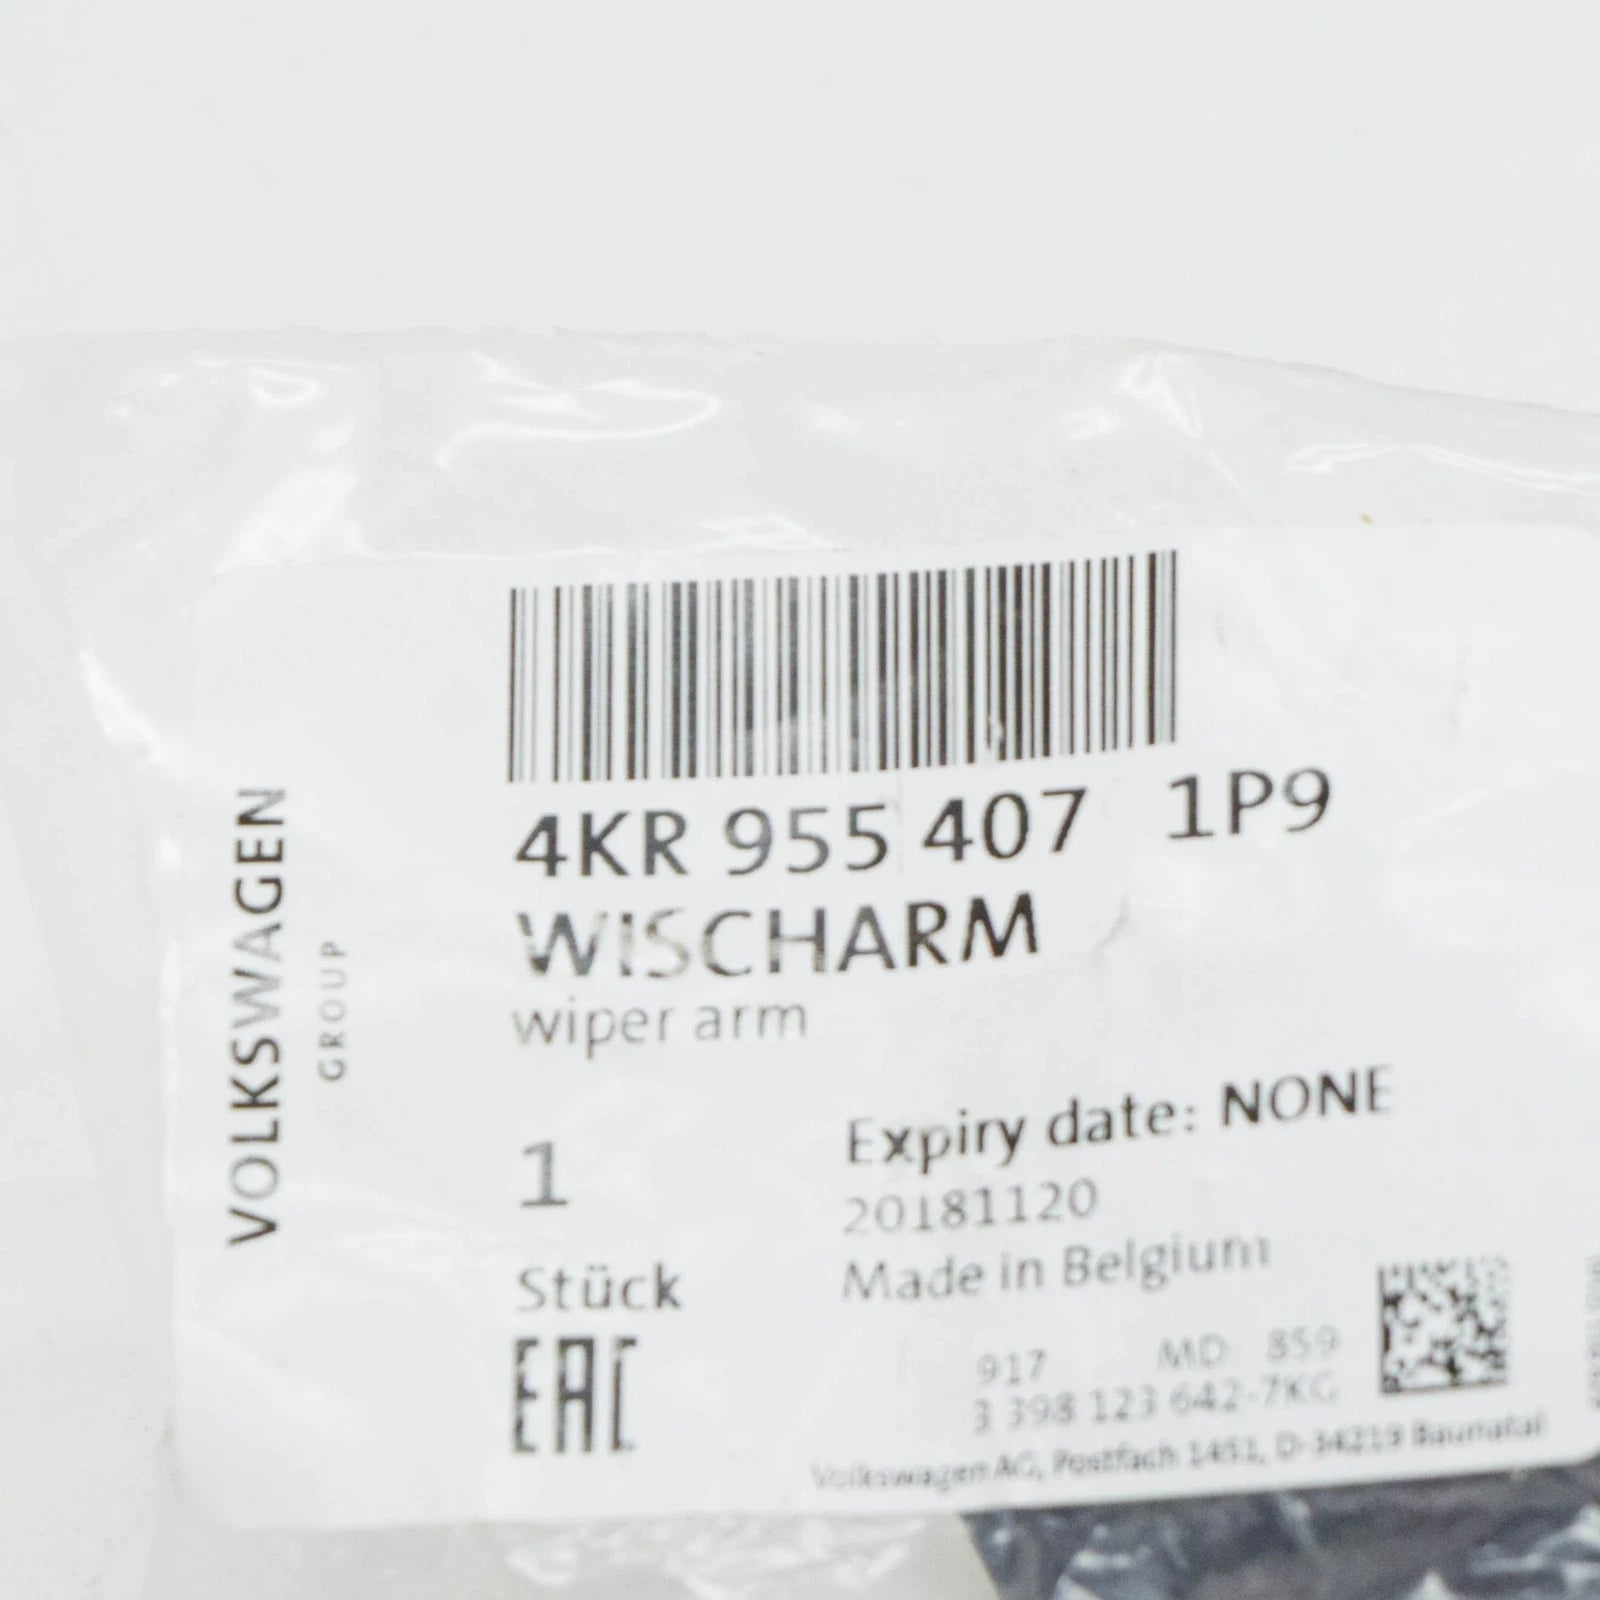 VOLKSWAGEN
GROUP
4KR 955 407 1P9
WISCHARM
wiper arm
1
Stück
Expiry date: NONE
20181120
Made in Belgium
EAC
917 MD 859
3 398 123 642-7KG
Volkswagen AG, Postfach 1451, D-34219 Baunatal